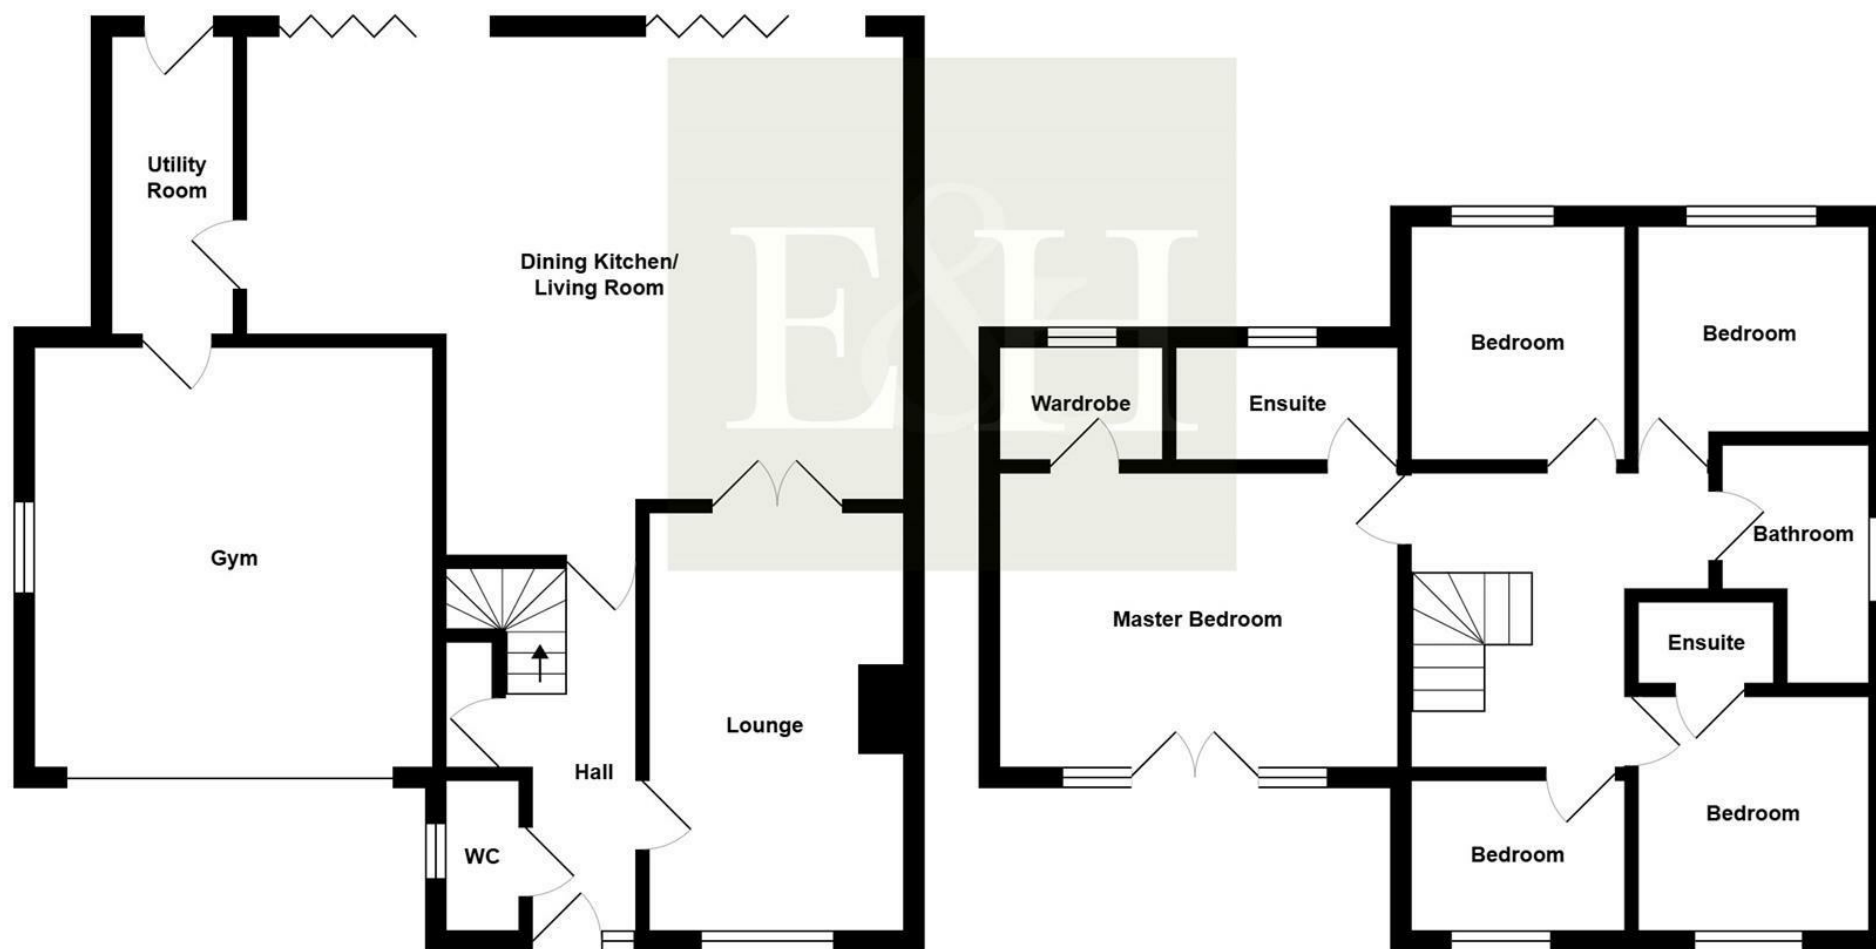 Utility
Room
Dining Kitchen/
Living Room
Gym
Lounge
Hall
WC
E&H
Bedroom
Bedroom
Wardrobe
Ensuite
Bathroom
Master Bedroom
Ensuite
Bedroom
Bedroom